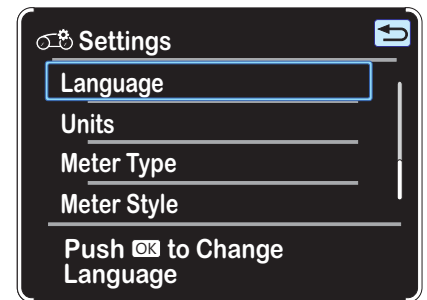 Settings
Language
Units
Meter Type
Meter Style
Push OK to Change
Language